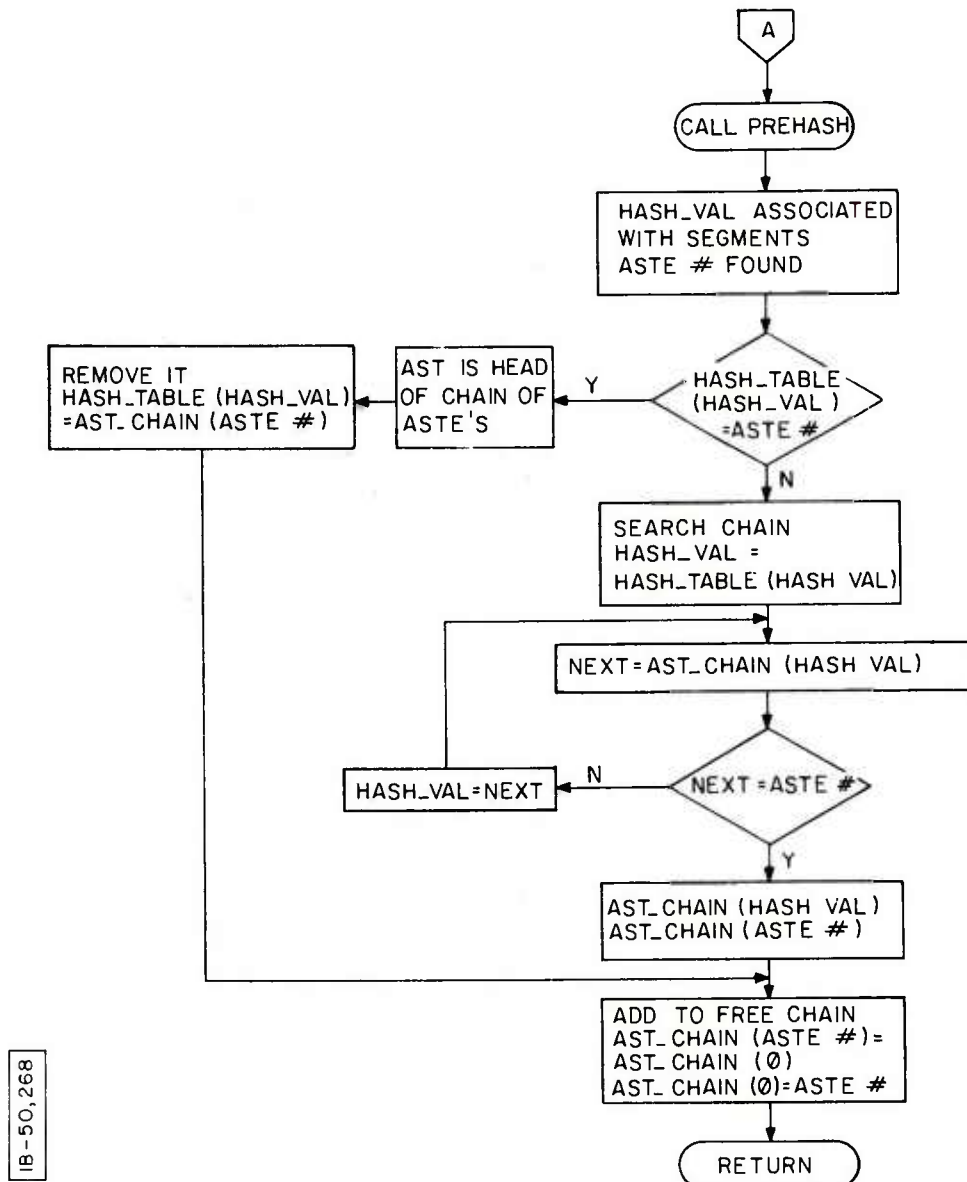 A
CALL PREHASH
HASH_VAL ASSOCIATED
WITH SEGMENTS
ASTE # FOUND
HASH_TABLE
(HASH_VAL)
=ASTE #
Y
AST IS HEAD
OF CHAIN OF
ASTE'S
REMOVE IT
HASH_TABLE (HASH_VAL)
=AST_CHAIN (ASTE #)
N
SEARCH CHAIN
HASH_VAL =
HASH_TABLE (HASH VAL)
NEXT=AST_CHAIN (HASH VAL)
NEXT=ASTE #
N
HASH_VAL=NEXT
Y
AST_CHAIN (HASH VAL)
AST_CHAIN (ASTE #)
ADD TO FREE CHAIN
AST_CHAIN (ASTE #)=
AST_CHAIN (Ø)
AST_CHAIN (Ø)=ASTE #
RETURN
IB-50,268